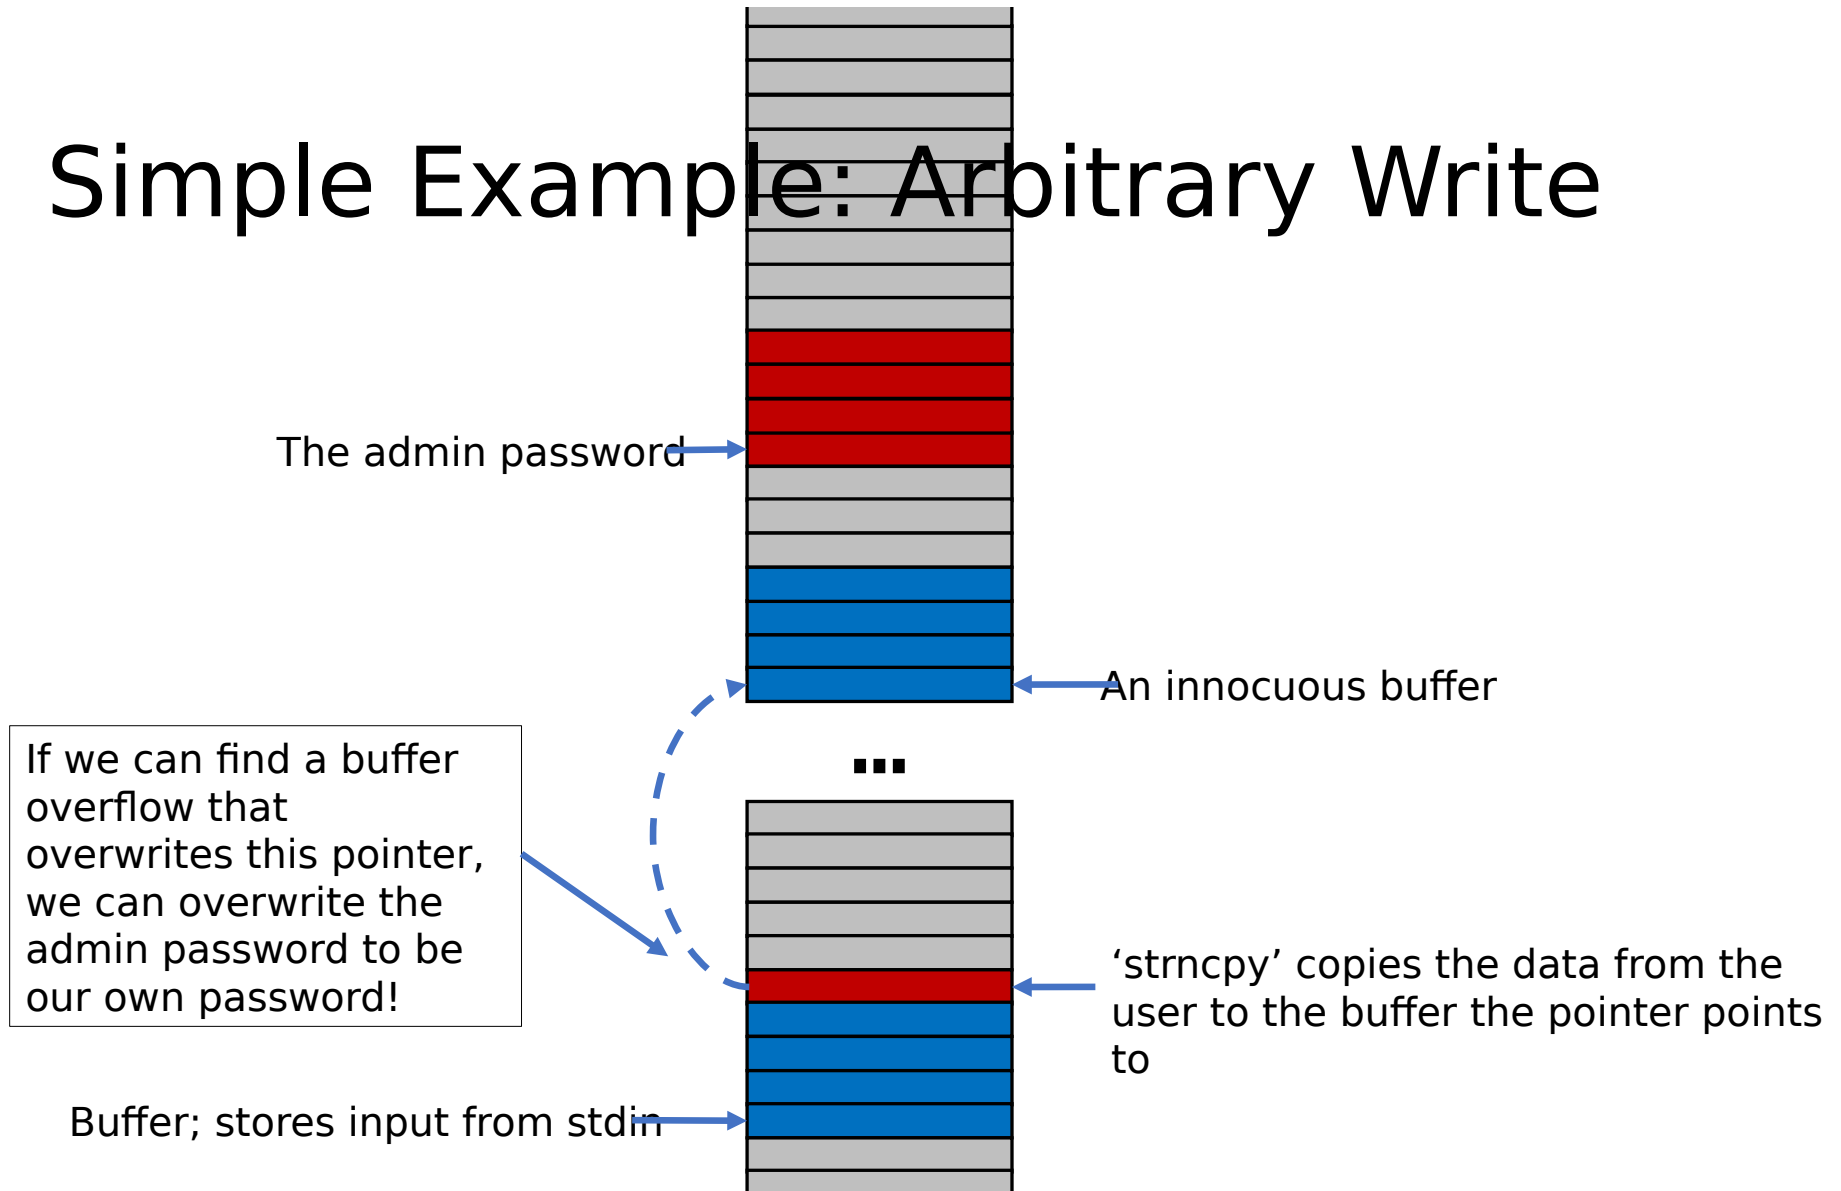 Simple Example: Arbitrary Write
The admin password
An innocuous buffer
If we can find a buffer
overflow that
overwrites this pointer,
we can overwrite the
admin password to be
our own password!
…
‘strncpy’ copies the data from the
user to the buffer the pointer points
to
Buffer; stores input from stdin